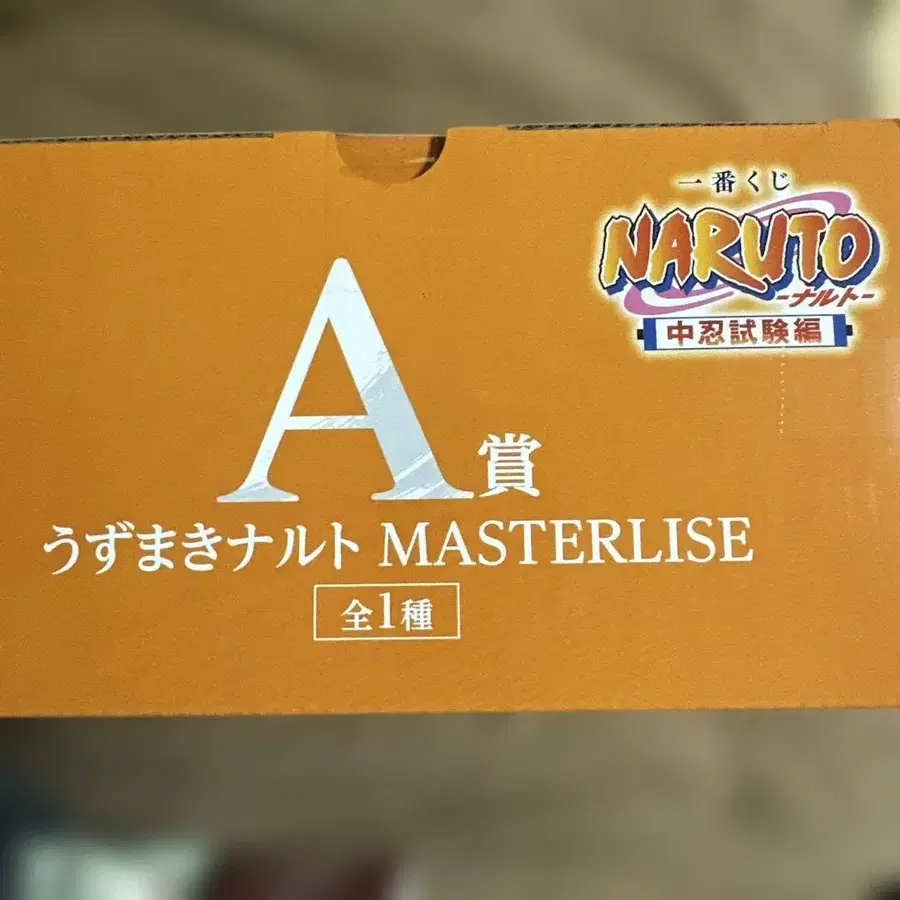 一番くじ
NARUTO
-ナルト-
中忍試験編
A賞
うずまきナルト MASTERLISE
全1種